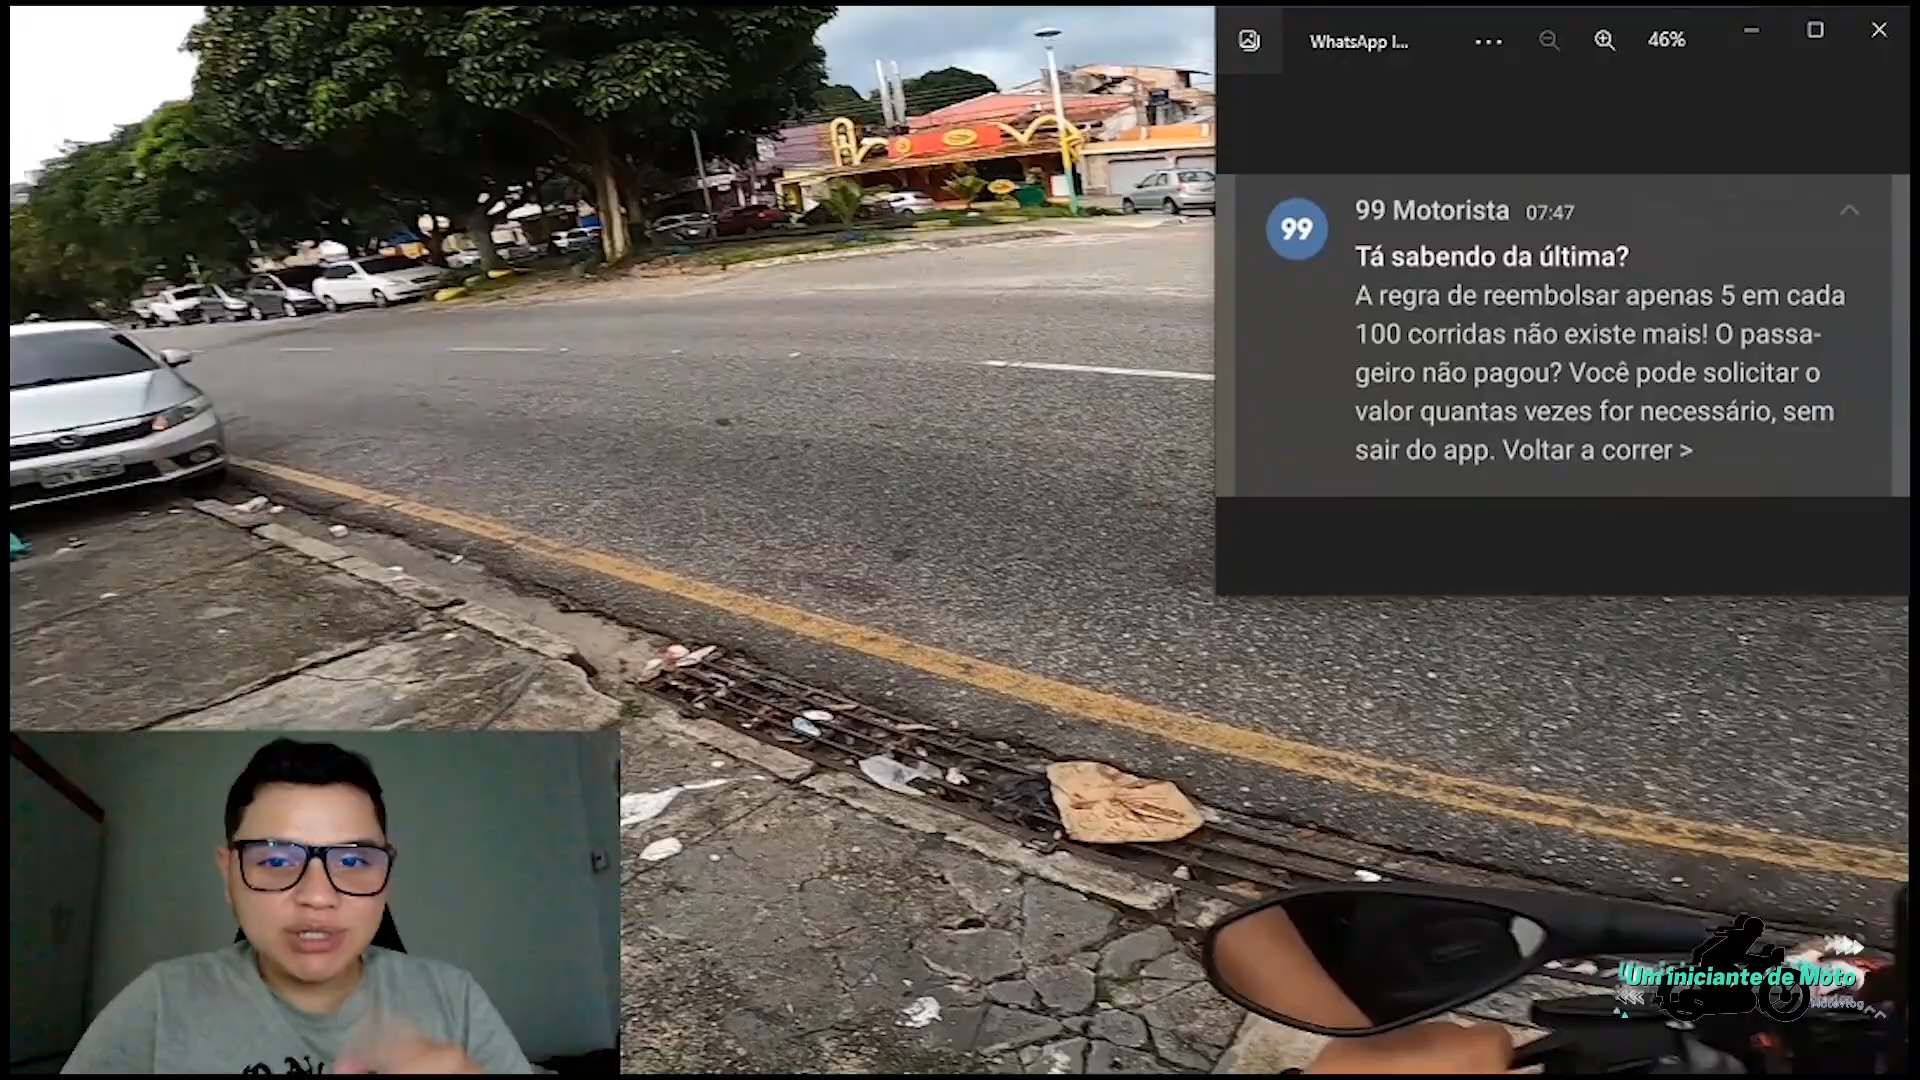 WhatsApp I...
46%
99
99 Motorista 07:47
Tá sabendo da última?
A regra de reembolsar apenas 5 em cada
100 corridas não existe mais! O passa-
geiro não pagou? Você pode solicitar o
valor quantas vezes for necessário, sem
sair do app. Voltar a correr >
Um iniciante de Moto
Motovlog